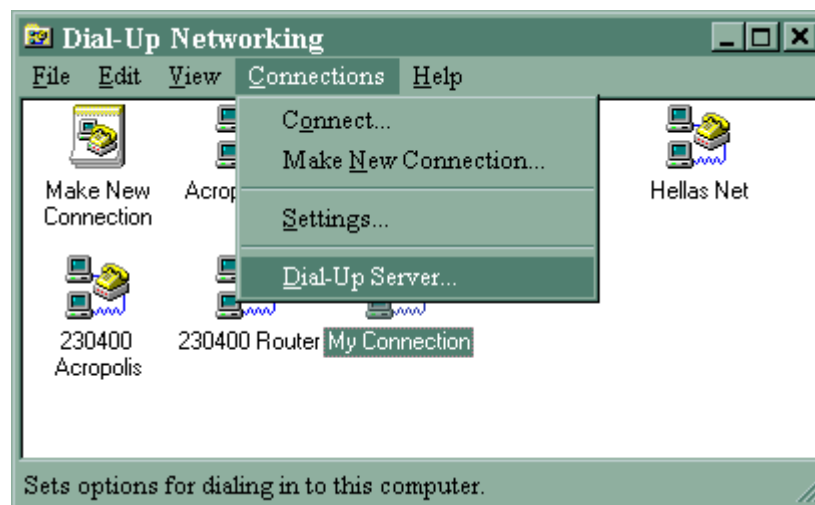 Dial-Up Networking
File Edit View Connections Help
Connect...
Make New Connection...
Settings...
Dial-Up Server...
Make New
Connection
Hellas Net
230400
Acropolis
230400 Router
My Connection
Sets options for dialing in to this computer.